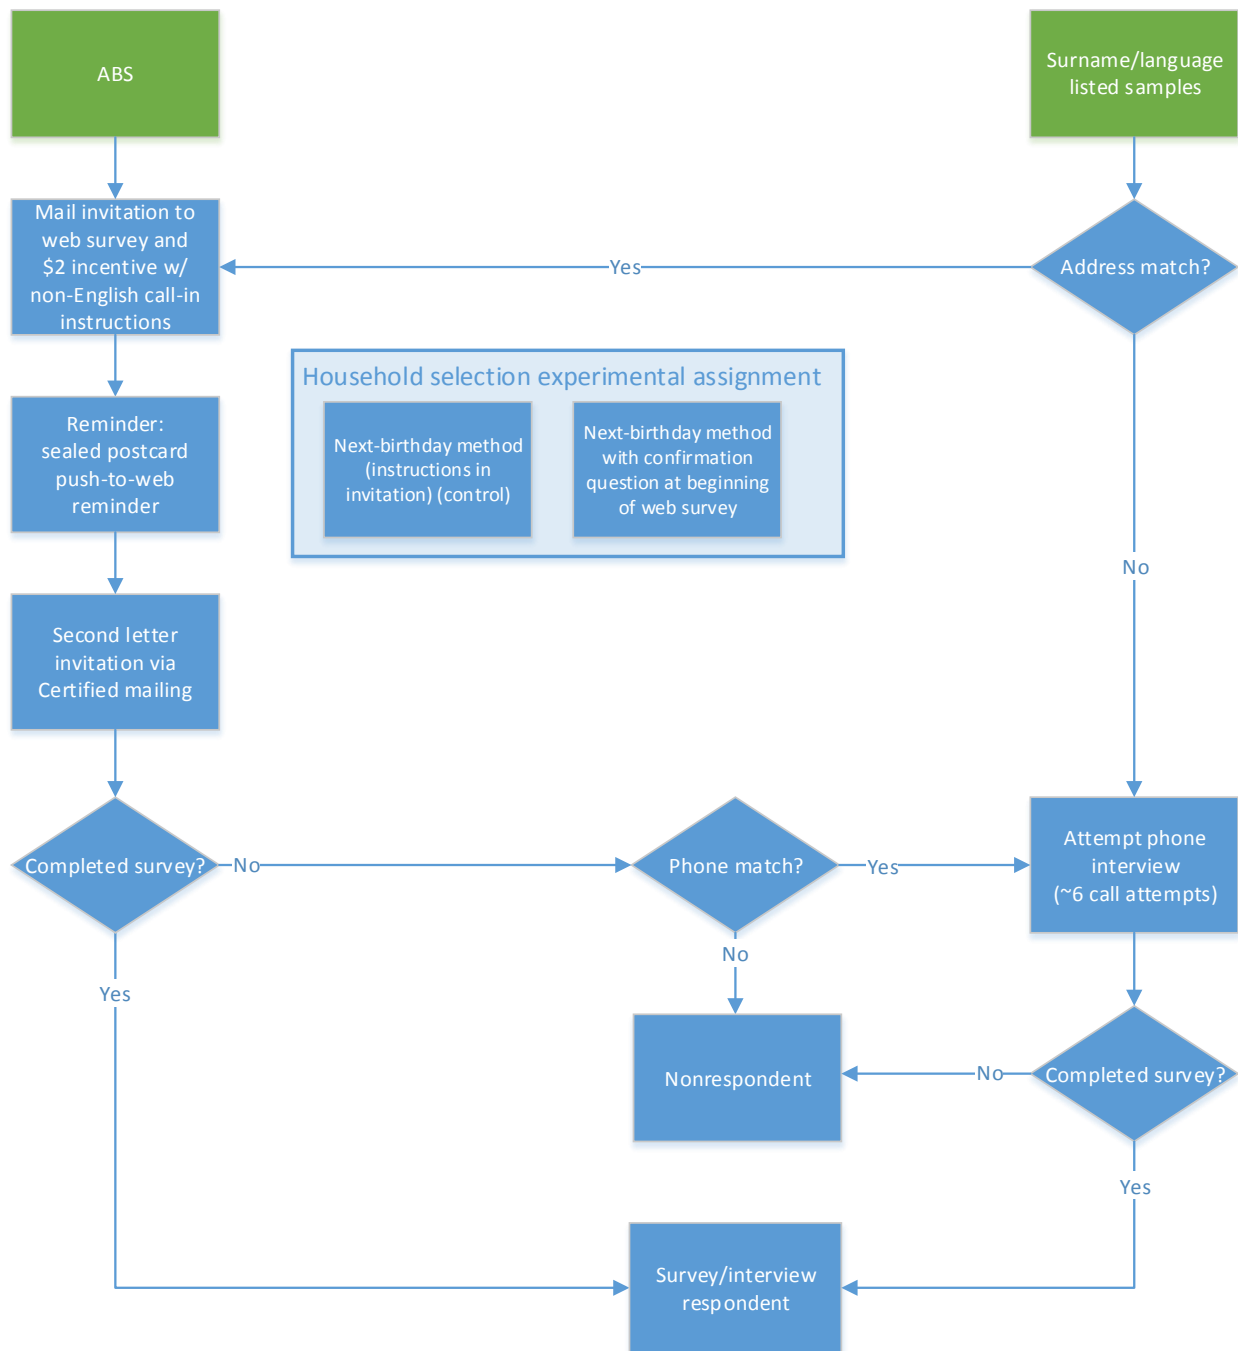 ABS
Surname/language
listed samples
Mail invitation to
web survey and
$2 incentive w/
non-English call-in
instructions
Yes
Address match?
Household selection experimental assignment
Next-birthday method
(instructions in
invitation) (control)
Next-birthday method
with confirmation
question at beginning
of web survey
Reminder:
sealed postcard
push-to-web
reminder
No
Second letter
invitation via
Certified mailing
Completed survey?
No
Phone match?
Yes
Attempt phone
interview
(~6 call attempts)
No
Yes
Nonrespondent
No
Completed survey?
Yes
Survey/interview
respondent